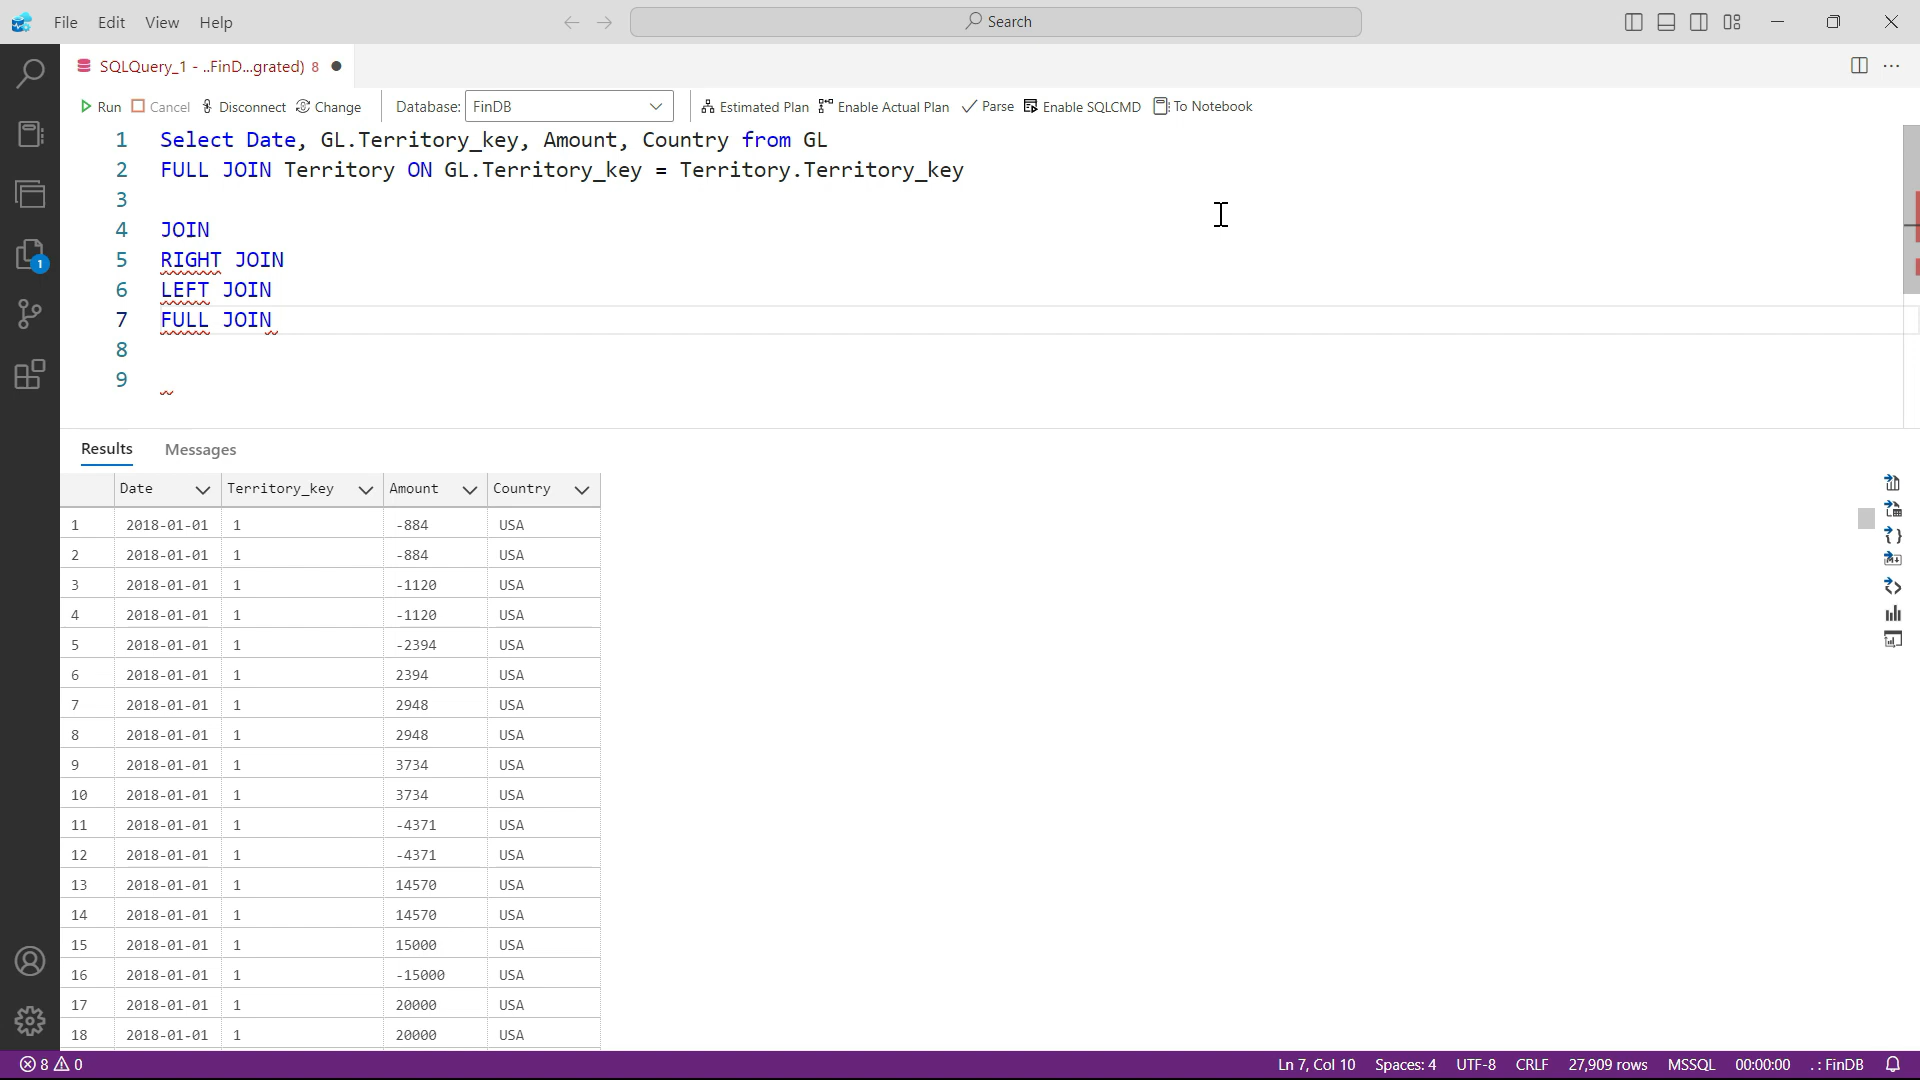 File Edit View Help
Search
SQLQuery_1 - ..FinD...grated) 8
Run Cancel Disconnect Change Database: FinDB Estimated Plan Enable Actual Plan Parse Enable SQLCMD To Notebook
1 Select Date, GL.Territory_key, Amount, Country from GL
2 FULL JOIN Territory ON GL.Territory_key = Territory.Territory_key
3
4 JOIN
5 RIGHT JOIN
6 LEFT JOIN
7 FULL JOIN
8
9
1
Results Messages
Date Territory_key Amount Country
1 2018-01-01 1 -884 USA
2 2018-01-01 1 -884 USA
3 2018-01-01 1 -1120 USA
4 2018-01-01 1 -1120 USA
5 2018-01-01 1 -2394 USA
6 2018-01-01 1 2394 USA
7 2018-01-01 1 2948 USA
8 2018-01-01 1 2948 USA
9 2018-01-01 1 3734 USA
10 2018-01-01 1 3734 USA
11 2018-01-01 1 -4371 USA
12 2018-01-01 1 -4371 USA
13 2018-01-01 1 14570 USA
14 2018-01-01 1 14570 USA
15 2018-01-01 1 15000 USA
16 2018-01-01 1 -15000 USA
17 2018-01-01 1 20000 USA
18 2018-01-01 1 20000 USA
8 0 Ln 7, Col 10 Spaces: 4 UTF-8 CRLF 27,909 rows MSSQL 00:00:00 . : FinDB